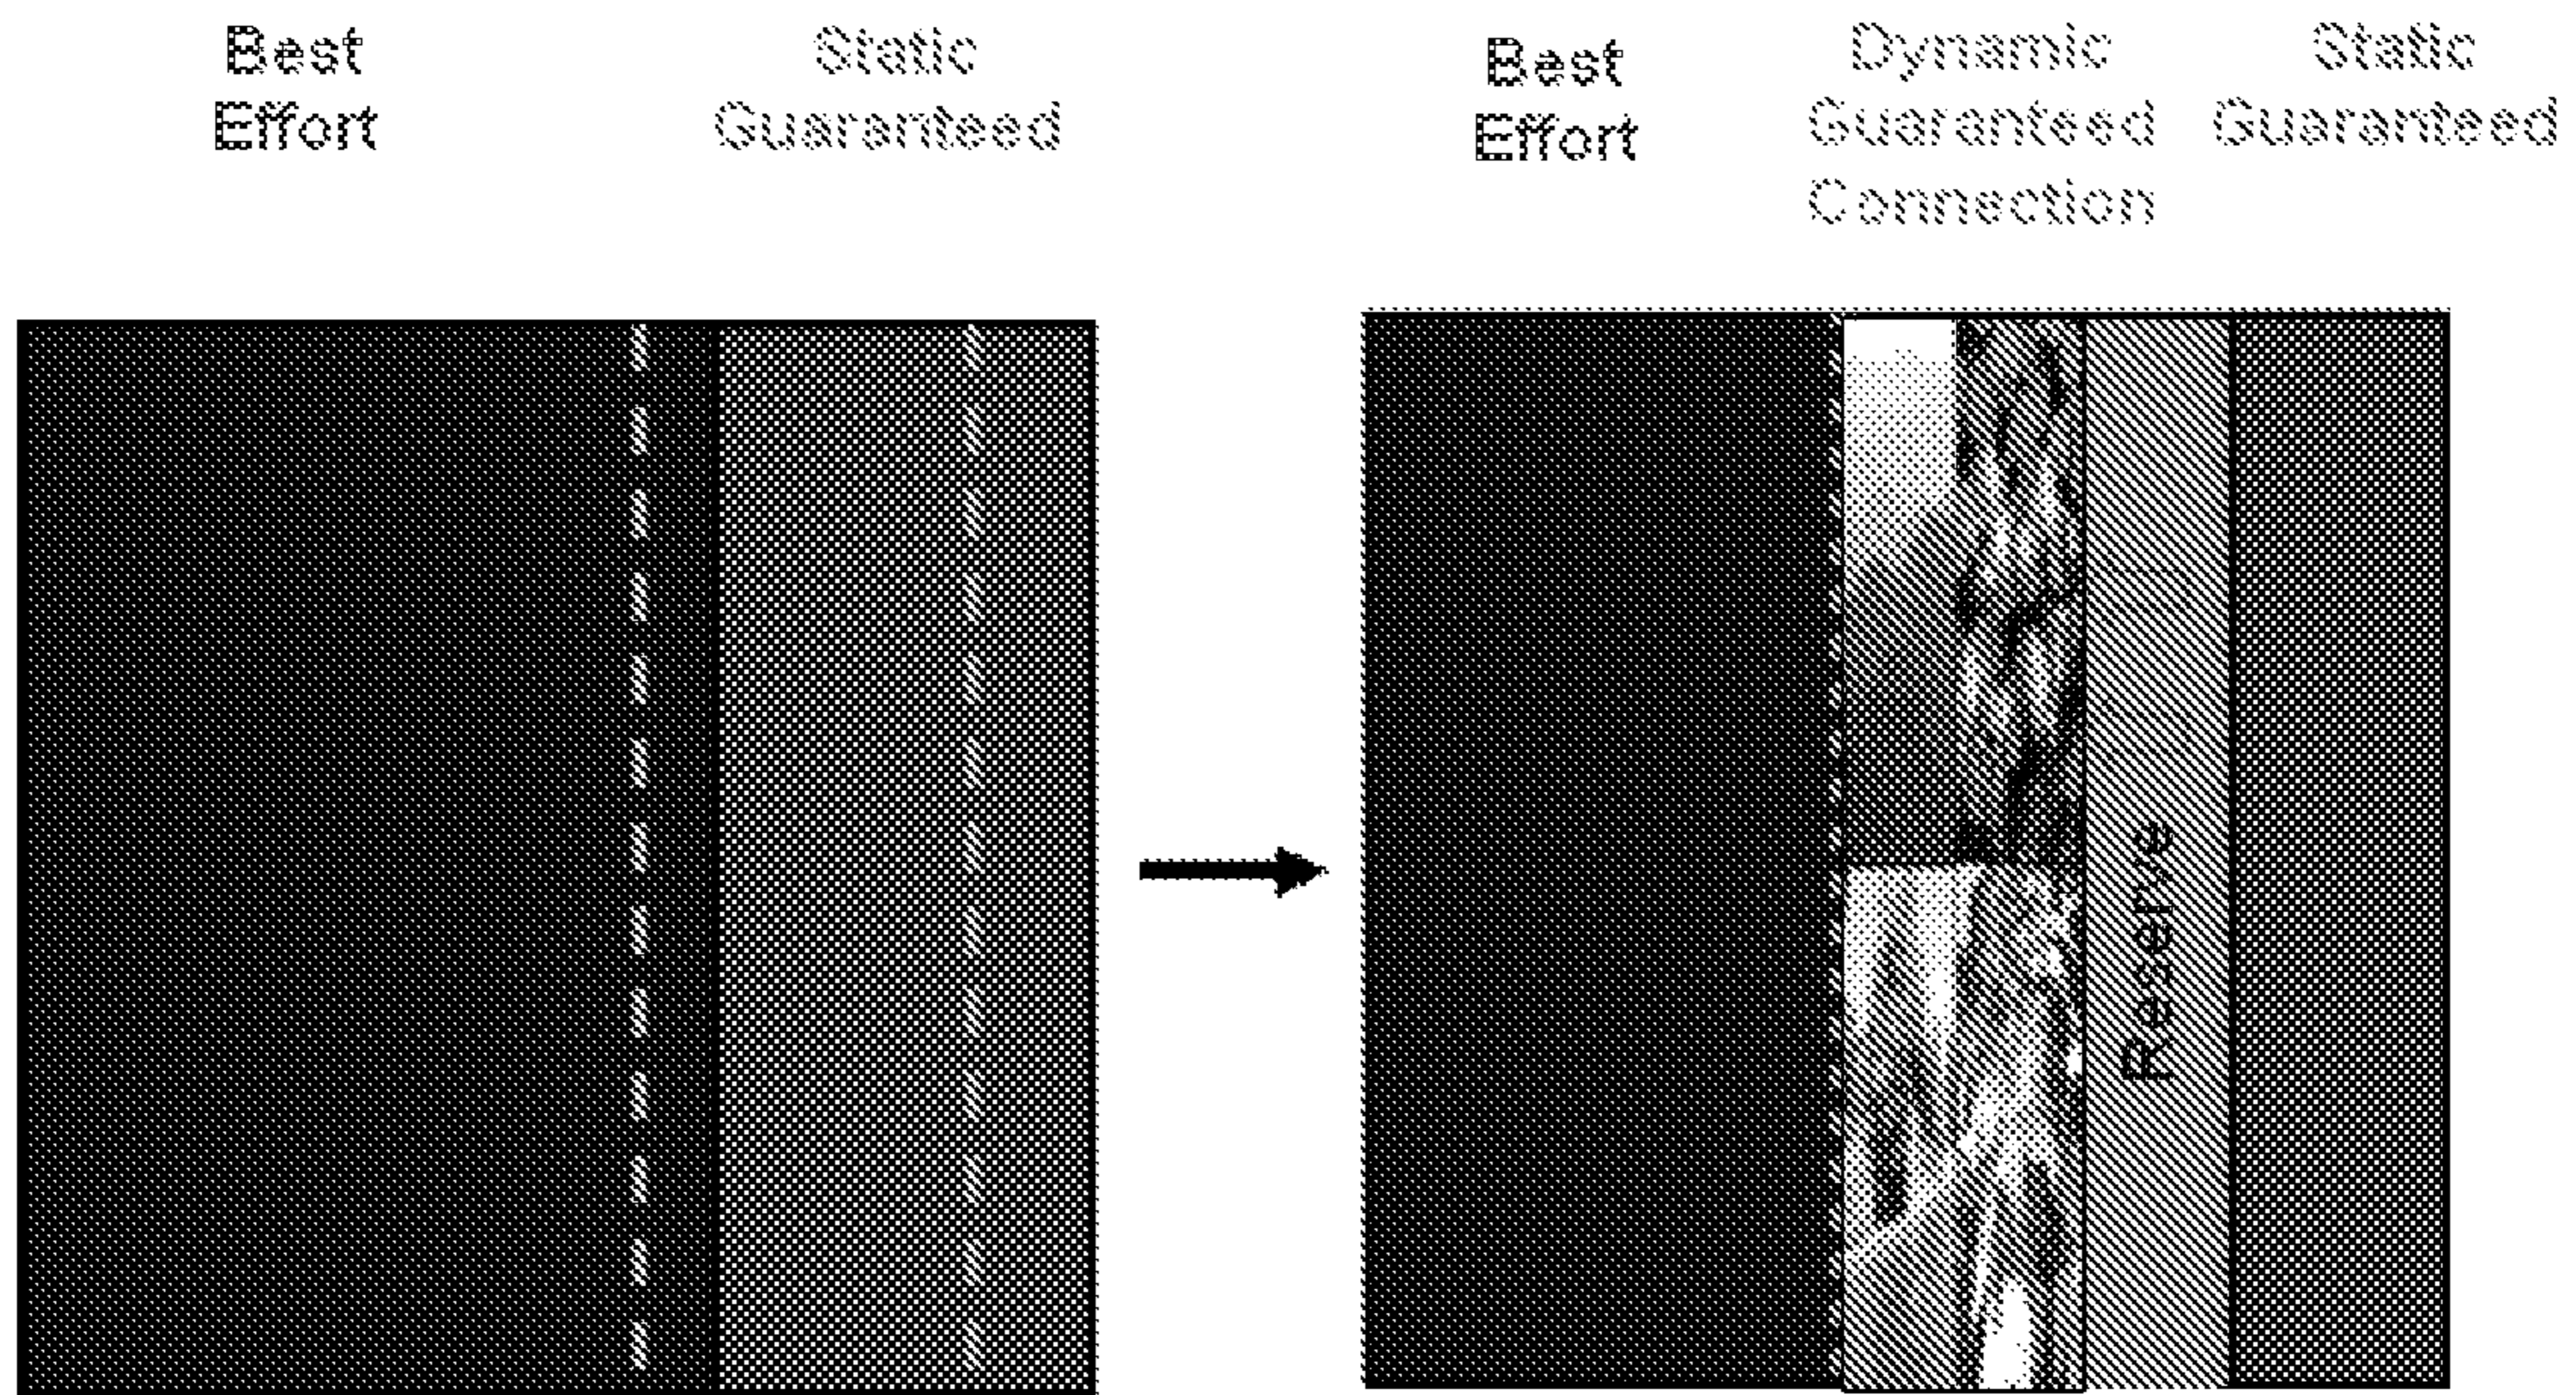 Best
Effort
Static
Guaranteed
Best
Effort
Dynamic
Guaranteed
Connection
Static
Guaranteed
Reserve